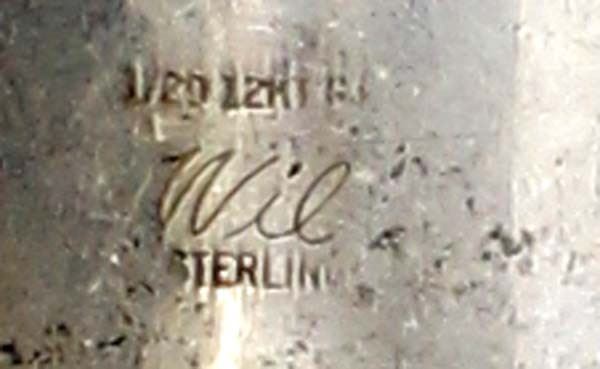 1/20 12KT G.F
Wil
STERLING